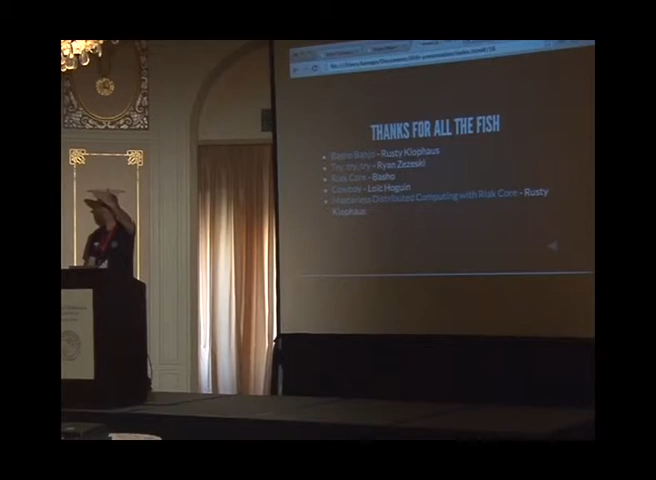 THANKS FOR ALL THE FISH
Basho Banjo - Rusty Klophaus
Try, try, try - Ryan Zezeski
Riak Core - Basho
Cowboy - Loïc Hoguin
Masterless Distributed Computing with Riak Core - Rusty
Klophaus